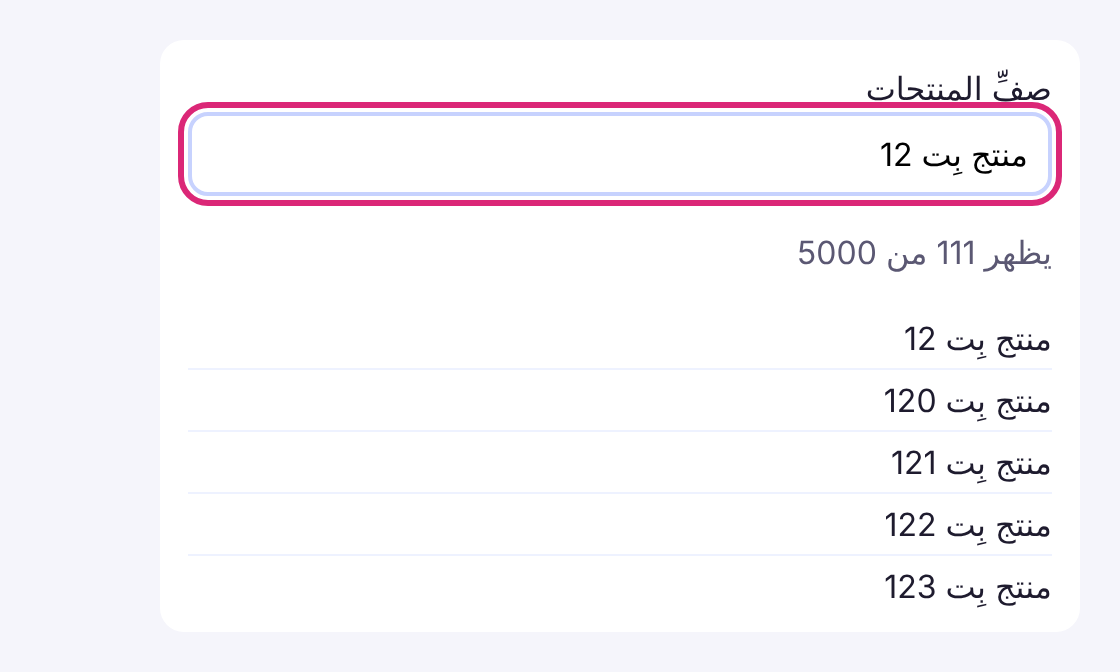 صفِّ المنتجات
منتج بِت 12
يظهر 111 من 5000
منتج بِت 12
منتج بِت 120
منتج بِت 121
منتج بِت 122
منتج بِت 123